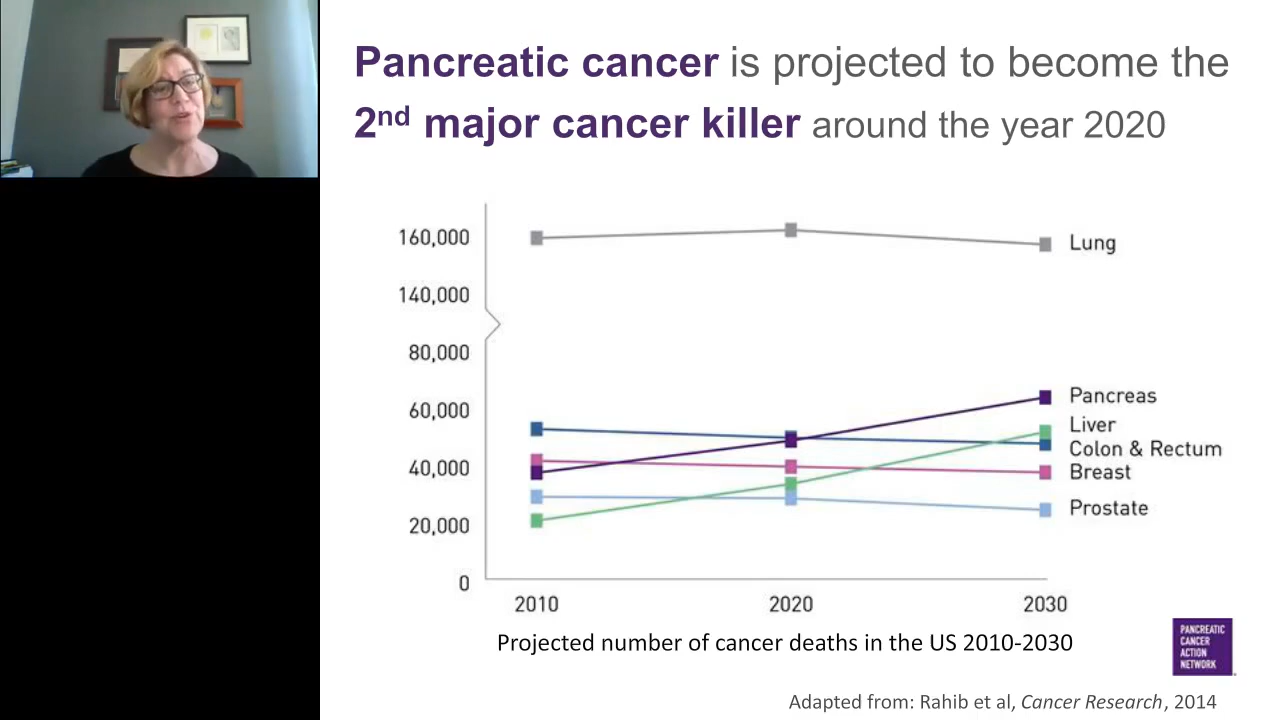 Pancreatic cancer is projected to become the
2nd major cancer killer around the year 2020
160,000
140,000
80,000
60,000
40,000
20,000
0
Lung
Pancreas
Liver
Colon & Rectum
Breast
Prostate
2010 2020 2030
Projected number of cancer deaths in the US 2010-2030
PANCREATIC
CANCER
ACTION
NETWORK
Adapted from: Rahib et al, Cancer Research, 2014